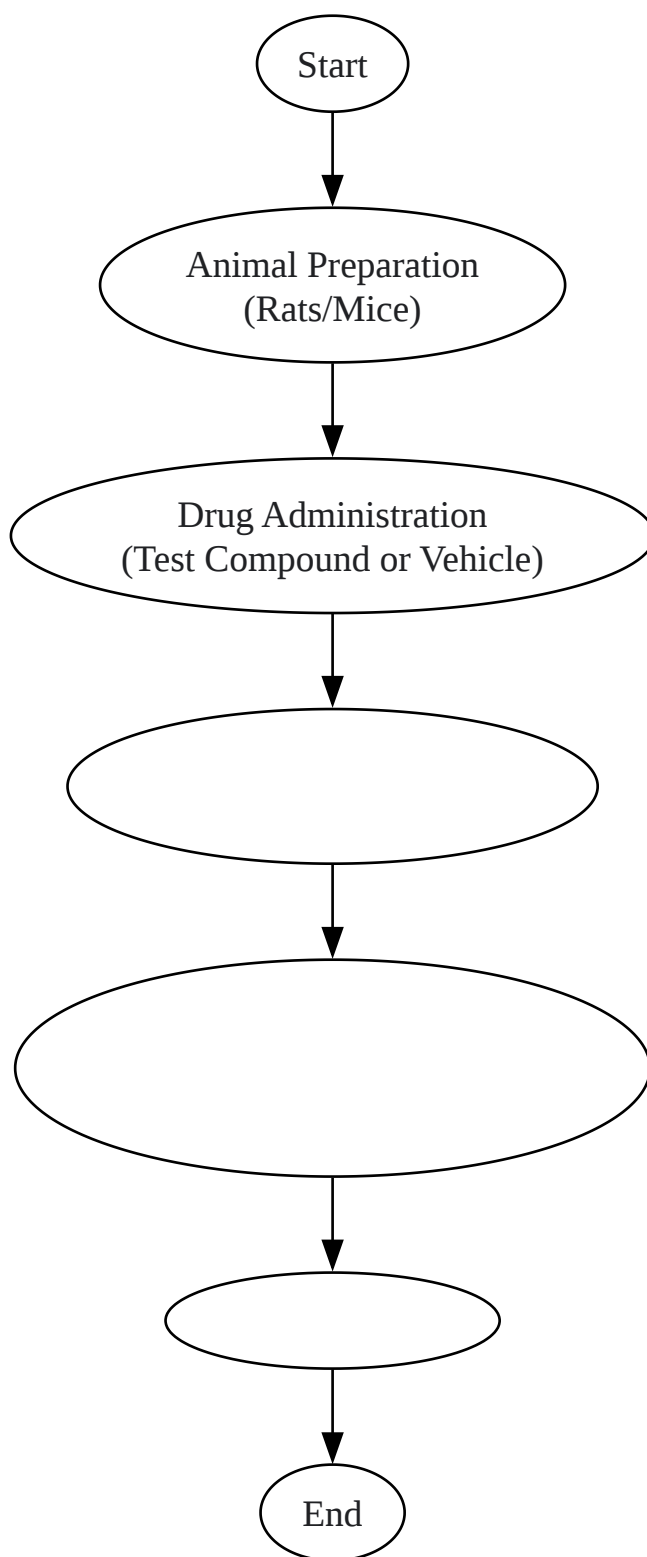 Start
Animal Preparation
(Rats/Mice)
Drug Administration
(Test Compound or Vehicle)
End